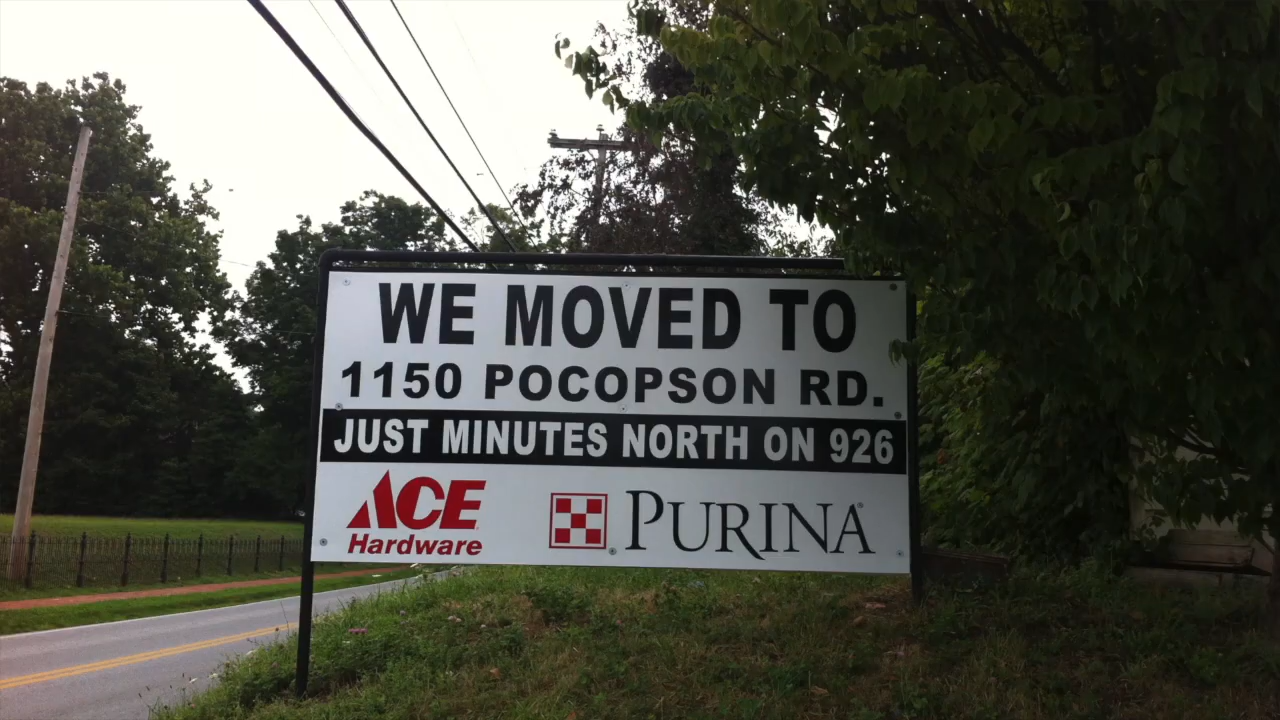 WE MOVED TO
1150 POCOPSON RD.
JUST MINUTES NORTH ON 926
ACE
Hardware
PURINA